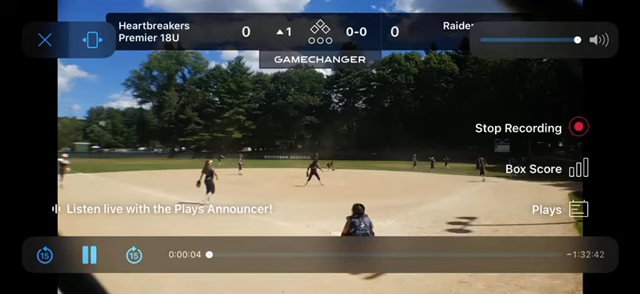 Heartbreakers
Premier 18U
0
1
0-0
0
Raider
GAMECHANGER
Stop Recording
Box Score
Listen live with the Plays Announcer!
Plays
15
15
0:00:04
-1:32:42